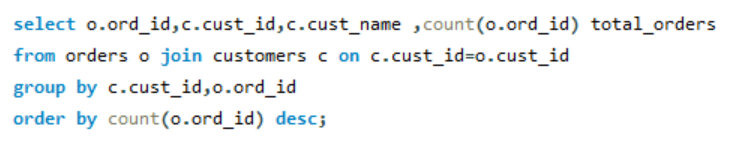 select o.ord_id,c.cust_id,c.cust_name ,count(o.ord_id) total_orders
from orders o join customers c on c.cust_id=o.cust_id
group by c.cust_id,o.ord_id
order by count(o.ord_id) desc;